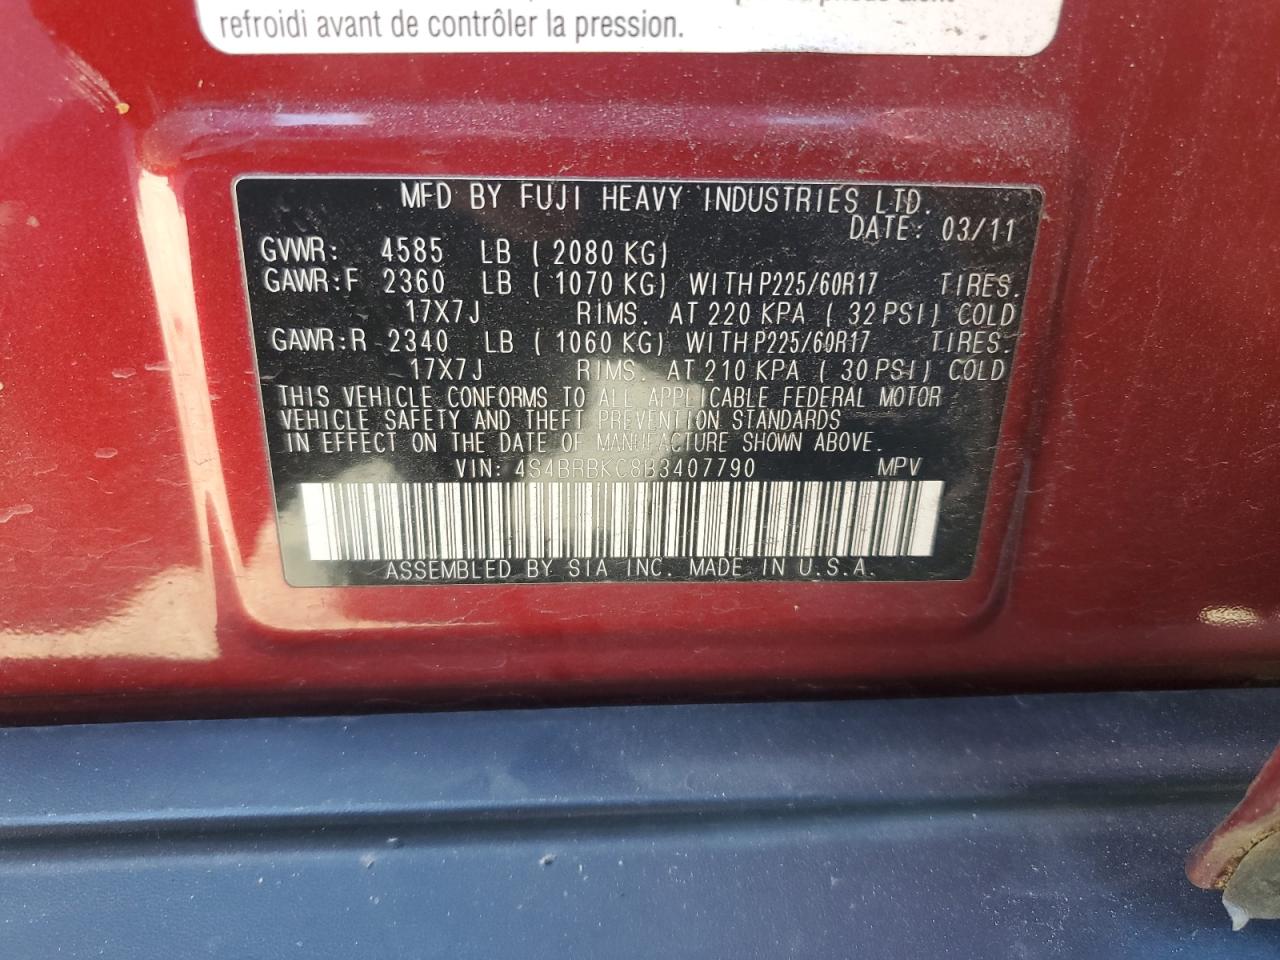 refroidi avant de contrôler la pression.
MFD BY FUJI HEAVY INDUSTRIES LTD.
DATE: 03/11
GVWR: 4585 LB ( 2080 KG)
GAWR:F 2360 LB ( 1070 KG) WITH P225/60R17 TIRES.
17X7J RIMS. AT 220 KPA ( 32 PSI) COLD
GAWR:R 2340 LB ( 1060 KG) WITH P225/60R17 TIRES.
17X7J RIMS. AT 210 KPA ( 30 PSI) COLD
THIS VEHICLE CONFORMS TO ALL APPLICABLE FEDERAL MOTOR
VEHICLE SAFETY AND THEFT PREVENTION STANDARDS
IN EFFECT ON THE DATE OF MANUFACTURE SHOWN ABOVE.
VIN: 4S4BRBKC8B3407790 MPV
ASSEMBLED BY SIA INC. MADE IN U.S.A.